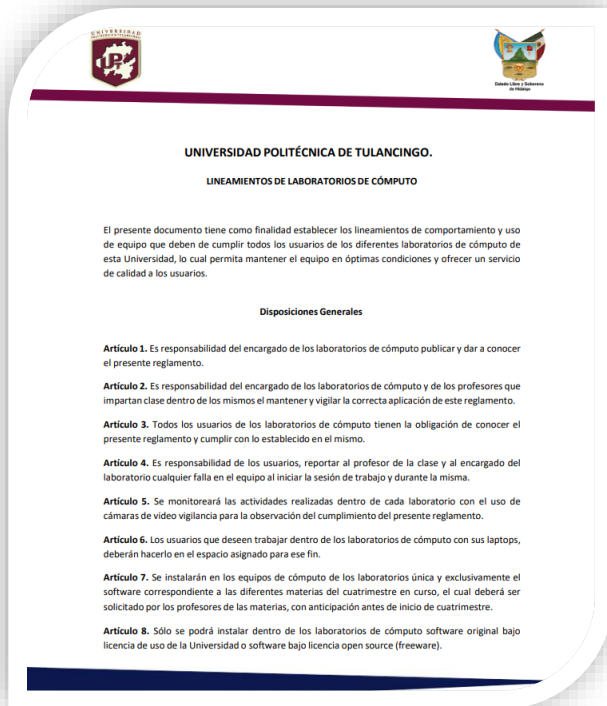 UNIVERSIDAD
UPT
Estado Libre y Soberano
de Hidalgo
UNIVERSIDAD POLITÉCNICA DE TULANCINGO.
LINEAMIENTOS DE LABORATORIOS DE CÓMPUTO
El presente documento tiene como finalidad establecer los lineamientos de comportamiento y uso
de equipo que deben de cumplir todos los usuarios de los diferentes laboratorios de cómputo de
esta Universidad, lo cual permita mantener el equipo en óptimas condiciones y ofrecer un servicio
de calidad a los usuarios.
Disposiciones Generales
Artículo 1. Es responsabilidad del encargado de los laboratorios de cómputo publicar y dar a conocer
el presente reglamento.
Artículo 2. Es responsabilidad del encargado de los laboratorios de cómputo y de los profesores que
impartan clase dentro de los mismos el mantener y vigilar la correcta aplicación de este reglamento.
Artículo 3. Todos los usuarios de los laboratorios de cómputo tienen la obligación de conocer el
presente reglamento y cumplir con lo establecido en el mismo.
Artículo 4. Es responsabilidad de los usuarios, reportar al profesor de la clase y al encargado del
laboratorio cualquier falla en el equipo al iniciar la sesión de trabajo y durante la misma.
Artículo 5. Se monitoreará las actividades realizadas dentro de cada laboratorio con el uso de
cámaras de video vigilancia para la observación del cumplimiento del presente reglamento.
Artículo 6. Los usuarios que deseen trabajar dentro de los laboratorios de cómputo con sus laptops,
deberán hacerlo en el espacio asignado para ese fin.
Artículo 7. Se instalarán en los equipos de cómputo de los laboratorios única y exclusivamente el
software correspondiente a las diferentes materias del cuatrimestre en curso, el cual deberá ser
solicitado por los profesores de las materias, con anticipación antes de inicio de cuatrimestre.
Artículo 8. Sólo se podrá instalar dentro de los laboratorios de cómputo software original bajo
licencia de uso de la Universidad o software bajo licencia open source (freeware).